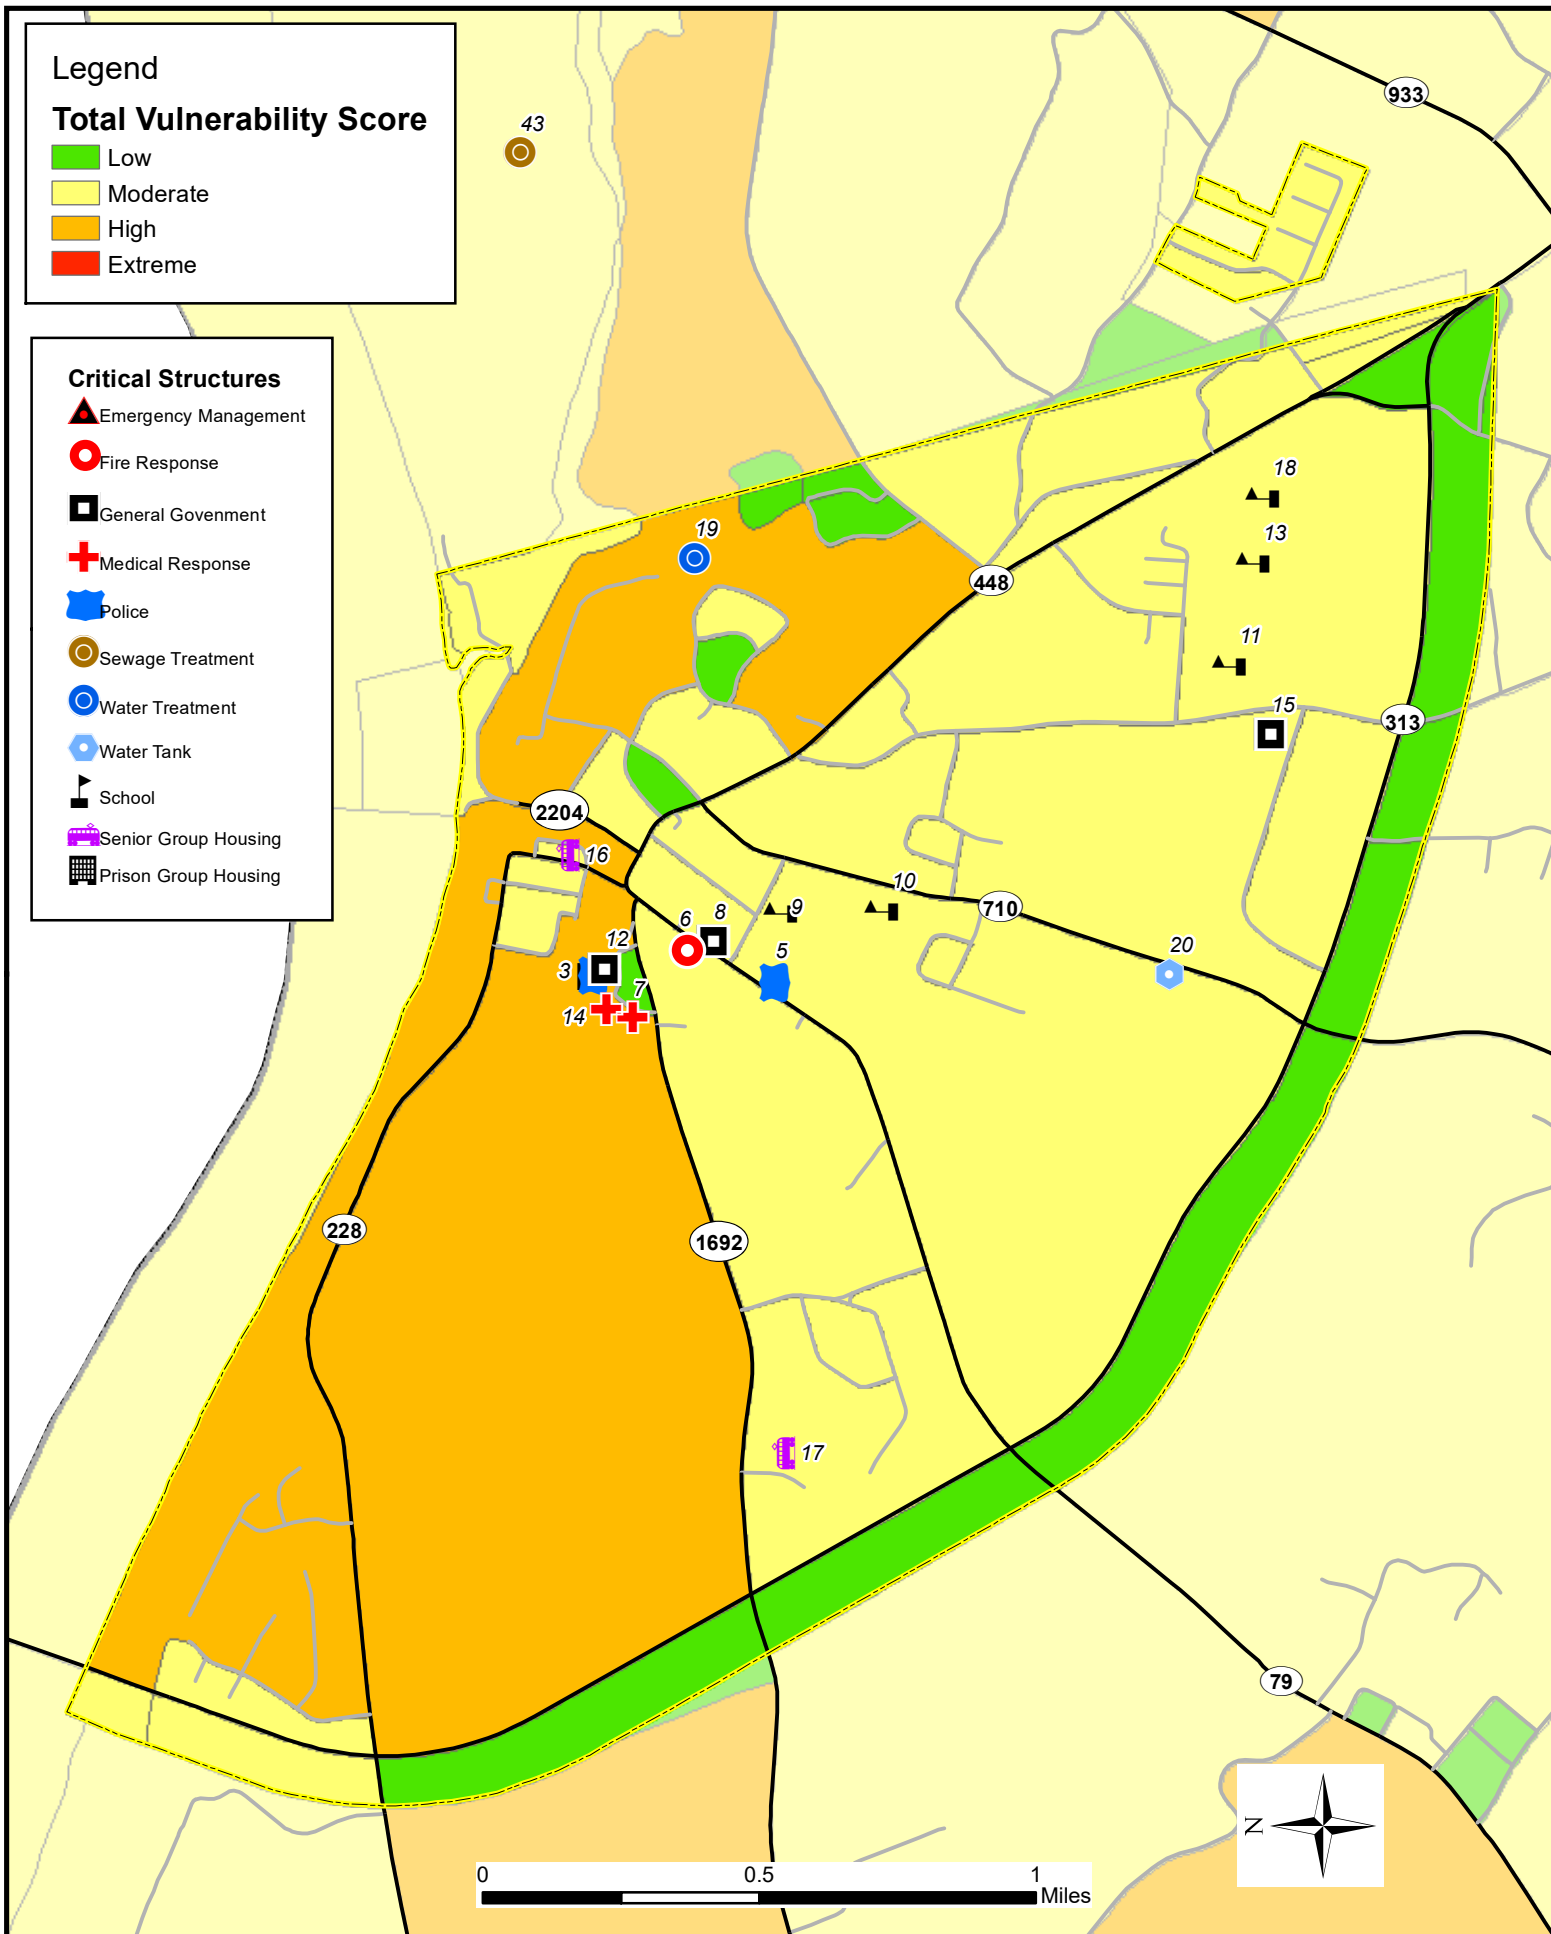 Legend
Total Vulnerability Score
Low
Moderate
High
Extreme
Critical Structures
Emergency Management
Fire Response
General Govenment
Medical Response
Police
Sewage Treatment
Water Treatment
Water Tank
School
Senior Group Housing
Prison Group Housing
933
43
18
19
13
448
11
15
313
2204
16
10
9
710
6
8
12
20
5
3
7
14
228
1692
17
79
N
0
0.5
1
Miles